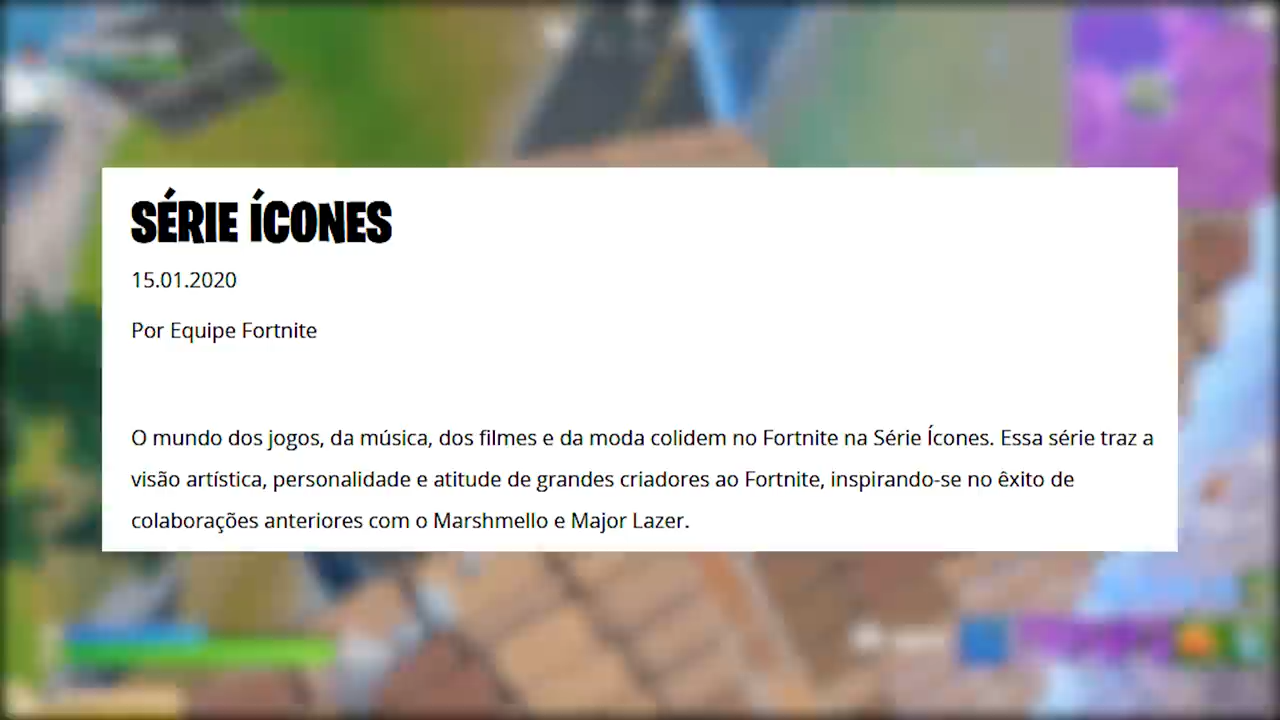 SÉRIE ÍCONES
15.01.2020
Por Equipe Fortnite
O mundo dos jogos, da música, dos filmes e da moda colidem no Fortnite na Série Ícones. Essa série traz a
visão artística, personalidade e atitude de grandes criadores ao Fortnite, inspirando-se no êxito de
colaborações anteriores com o Marshmello e Major Lazer.